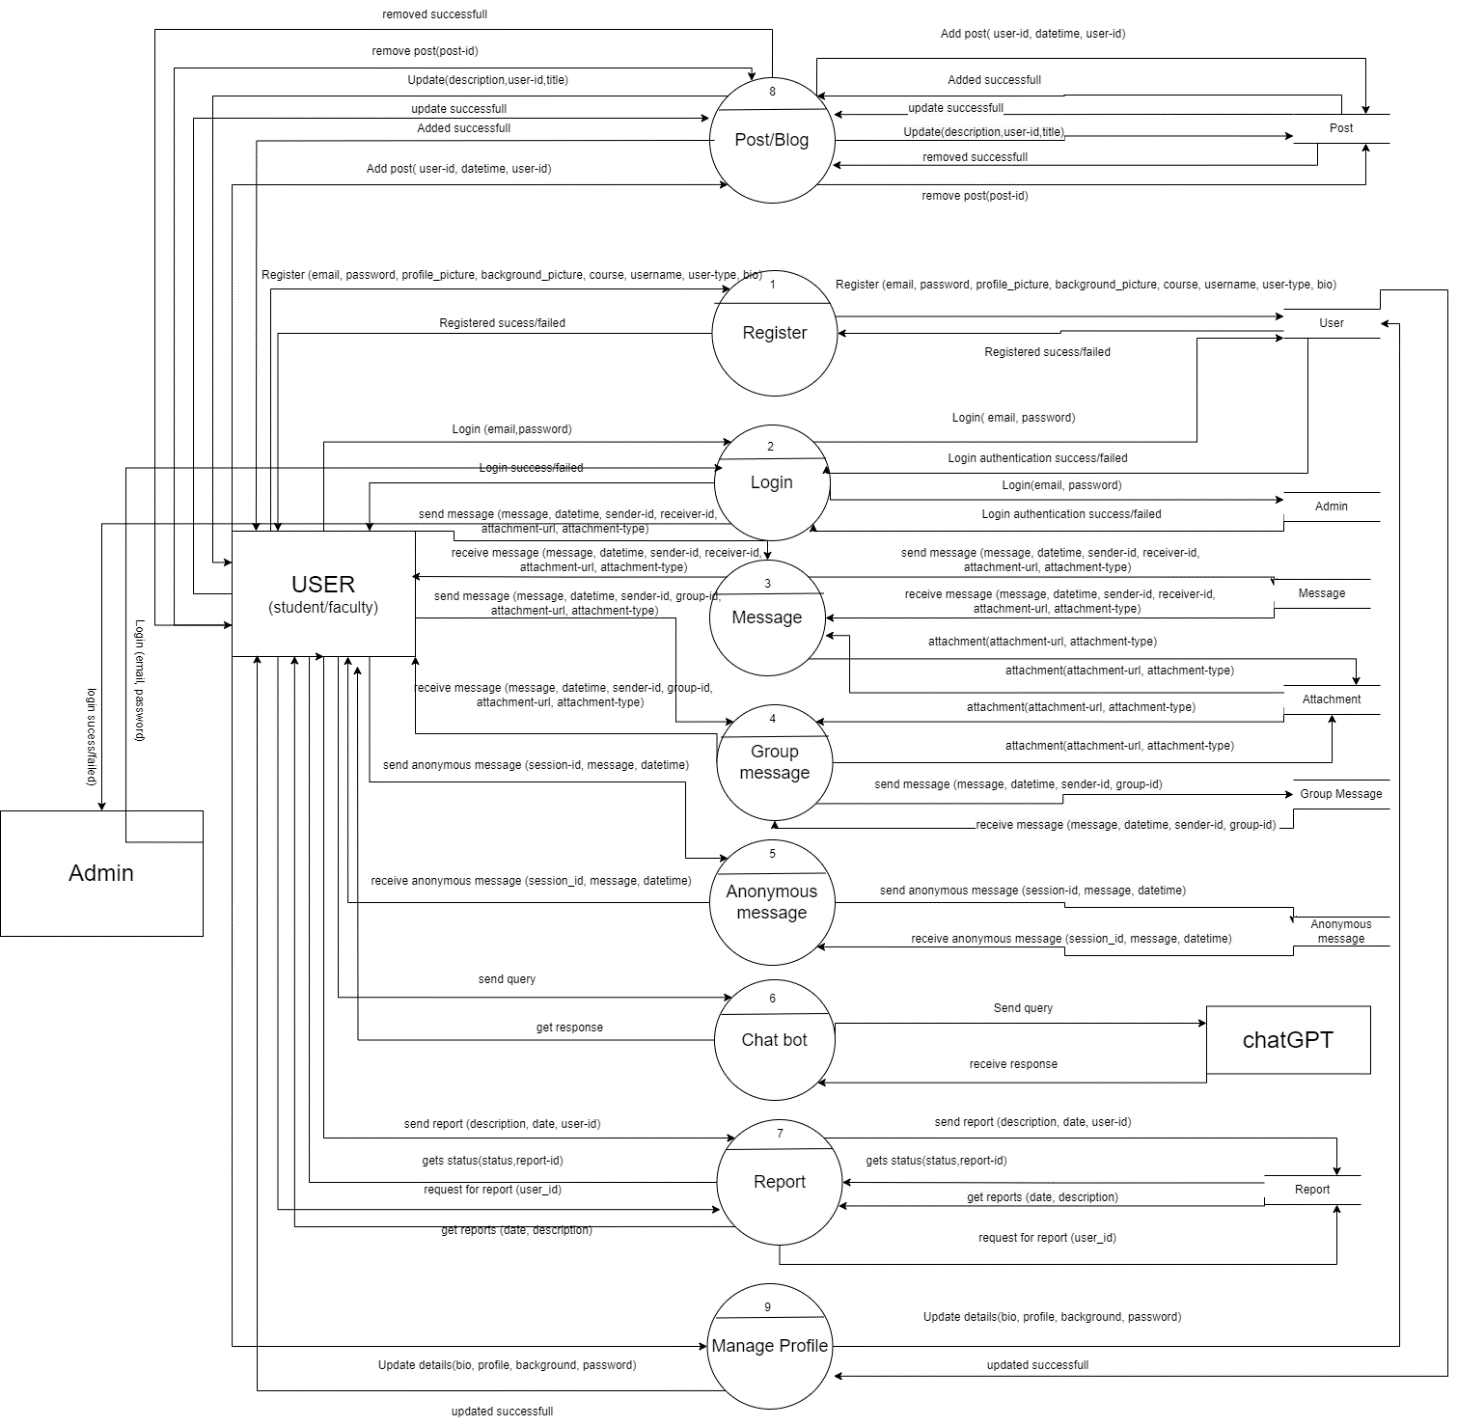 removed successfull
Add post( user-id, datetime, user-id)
remove post(post-id)
Update(description,user-id,title)
Added successfull
8
update successfull
update successfull
Added successfull
Post/Blog
Update(description,user-id,title)
Post
removed successfull
Add post( user-id, datetime, user-id)
remove post(post-id)
Register (email, password, profile_picture, background_picture, course, username, user-type, bio)
1
Register (email, password, profile_picture, background_picture, course, username, user-type, bio)
Registered sucess/failed
Register
User
Registered sucess/failed
Login( email, password)
Login (email,password)
2
Login success/failed
Login authentication success/failed
Login
Login(email, password)
Admin
send message (message, datetime, sender-id, receiver-id,
attachment-url, attachment-type)
Login authentication success/failed
receive message (message, datetime, sender-id, receiver-id,
attachment-url, attachment-type)
send message (message, datetime, sender-id, receiver-id,
attachment-url, attachment-type)
USER
(student/faculty)
3
Message
send message (message, datetime, sender-id, group-id,
attachment-url, attachment-type)
receive message (message, datetime, sender-id, receiver-id,
attachment-url, attachment-type)
Message
attachment(attachment-url, attachment-type)
attachment(attachment-url, attachment-type)
Login (email, password)
login sucess/failed)
receive message (message, datetime, sender-id, group-id,
attachment-url, attachment-type)
Attachment
attachment(attachment-url, attachment-type)
4
Group
message
attachment(attachment-url, attachment-type)
send anonymous message (session-id, message, datetime)
send message (message, datetime, sender-id, group-id)
Group Message
receive message (message, datetime, sender-id, group-id)
Admin
5
Anonymous
message
receive anonymous message (session_id, message, datetime)
send anonymous message (session-id, message, datetime)
Anonymous
message
receive anonymous message (session_id, message, datetime)
send query
6
Send query
get response
Chat bot
chatGPT
receive response
send report (description, date, user-id)
7
send report (description, date, user-id)
gets status(status,report-id)
gets status(status,report-id)
request for report (user_id)
Report
Report
get reports (date, description)
get reports (date, description)
request for report (user_id)
9
Update details(bio, profile, background, password)
Manage Profile
Update details(bio, profile, background, password)
updated successfull
updated successfull